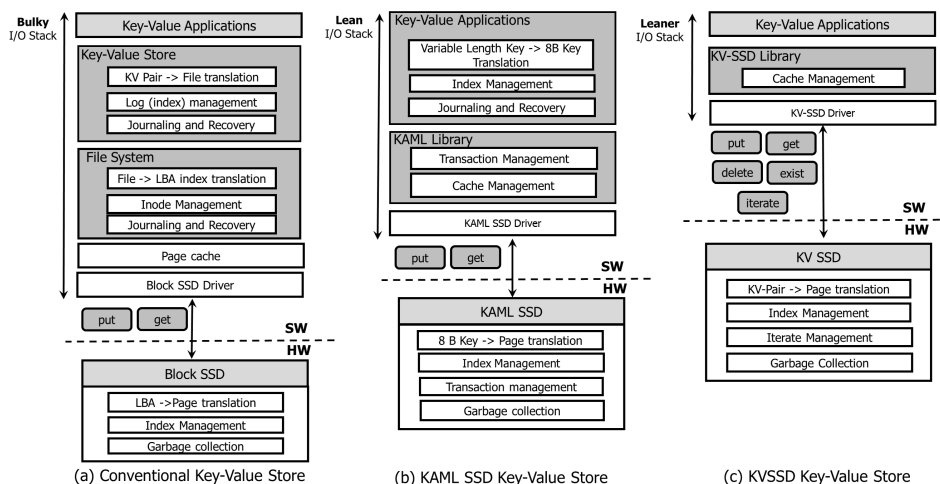 Bulky
I/O Stack
Key-Value Applications
Key-Value Store
KV Pair -> File translation
Log (index) management
Journaling and Recovery
File System
File -> LBA index translation
Inode Management
Journaling and Recovery
Page cache
Block SSD Driver
put
get
SW
HW
Block SSD
LBA ->Page translation
Index Management
Garbage collection
(a) Conventional Key-Value Store
Lean
I/O Stack
Key-Value Applications
Variable Length Key -> 8B Key
Translation
Index Management
Journaling and Recovery
KAML Library
Transaction Management
Cache Management
KAML SSD Driver
put
get
SW
HW
KAML SSD
8 B Key -> Page translation
Index Management
Transaction management
Garbage collection
(b) KAML SSD Key-Value Store
Leaner
I/O Stack
Key-Value Applications
KV-SSD Library
Cache Management
KV-SSD Driver
put
get
delete
exist
iterate
SW
HW
KV SSD
KV-Pair -> Page translation
Index Management
Iterate Management
Garbage Collection
(c) KVSSD Key-Value Store